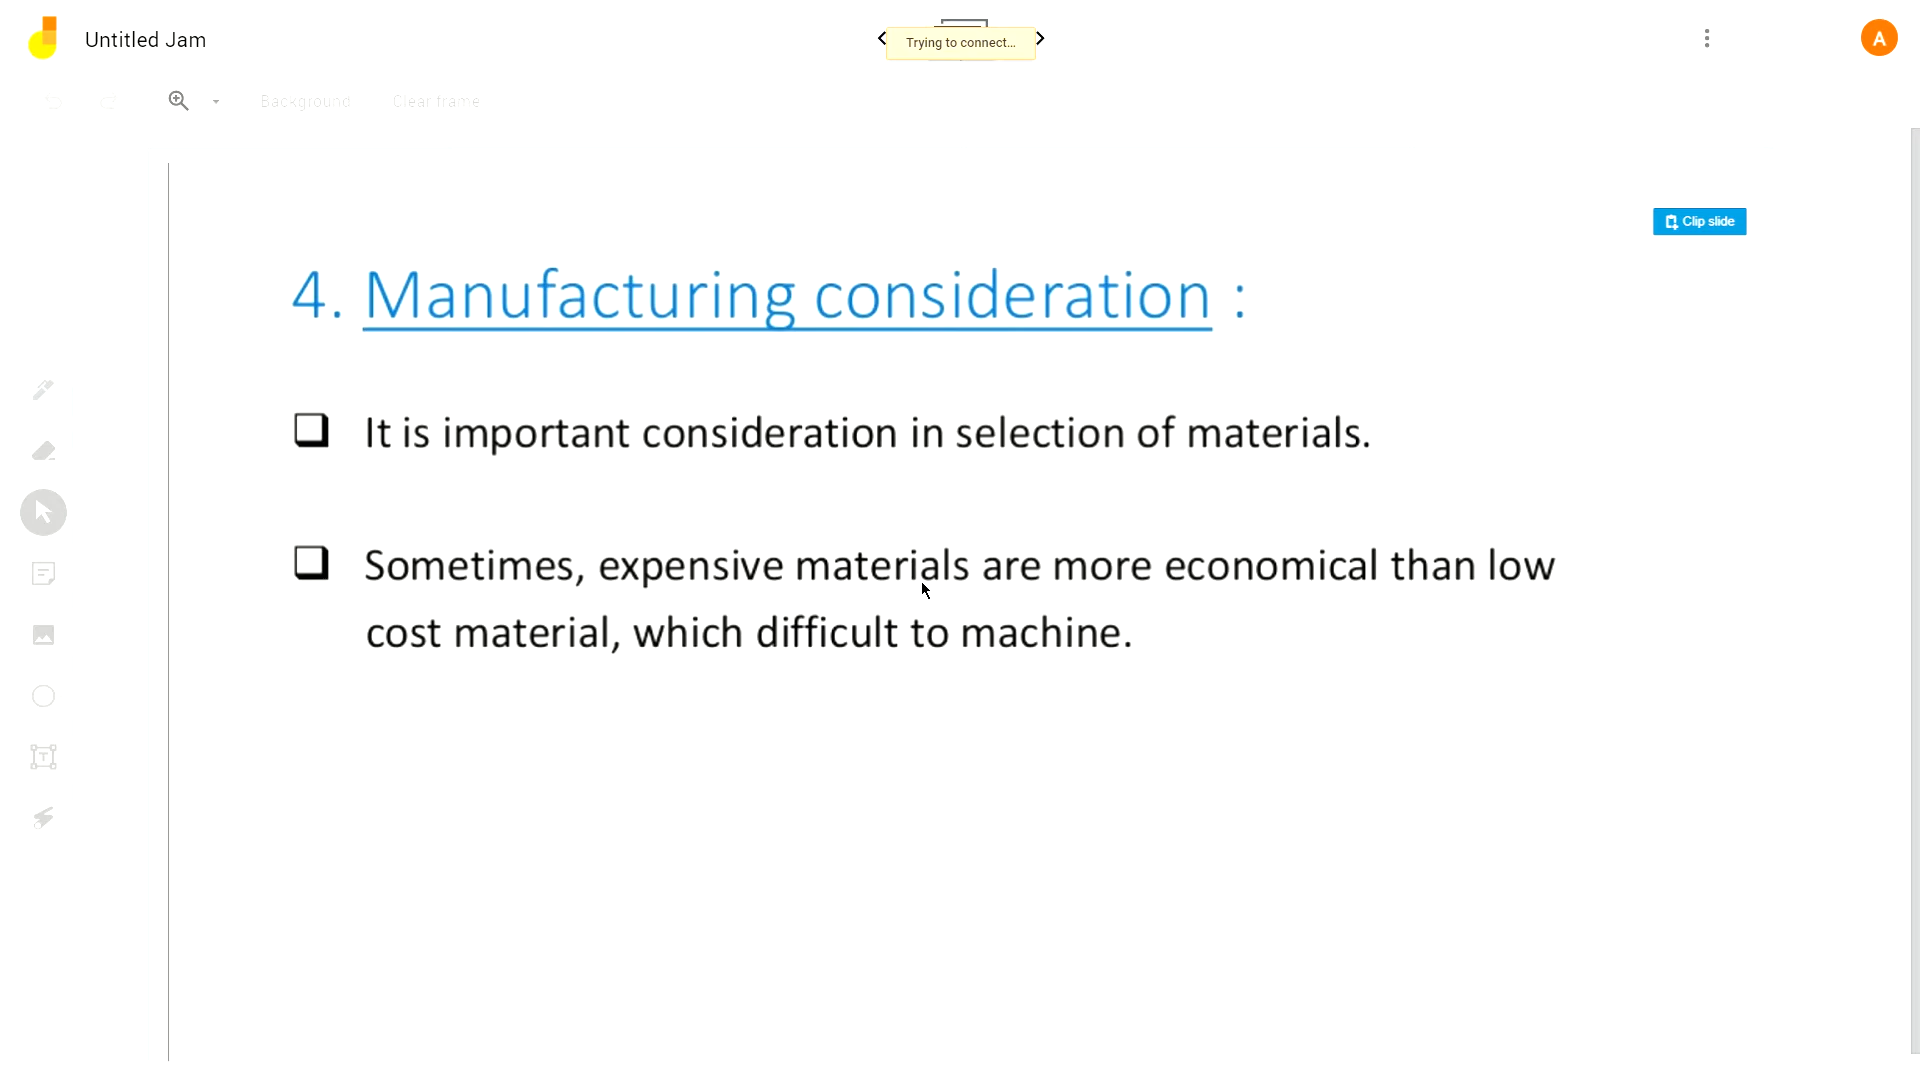 Untitled Jam
Trying to connect...
A
Background
Clear frame
Clip slide
4. Manufacturing consideration :
It is important consideration in selection of materials.
Sometimes, expensive materials are more economical than low
cost material, which difficult to machine.